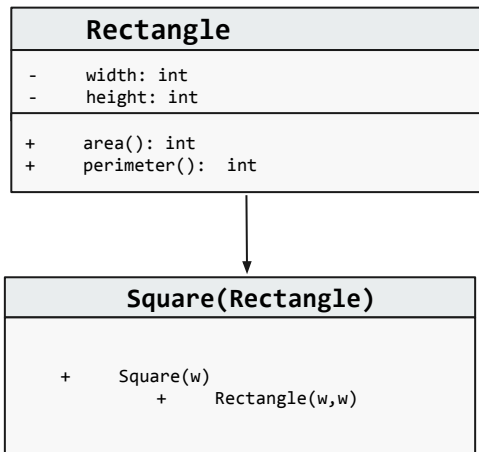 Rectangle
- width: int
- height: int
+ area(): int
+ perimeter(): int
Square(Rectangle)
+ Square(w)
+ Rectangle(w,w)